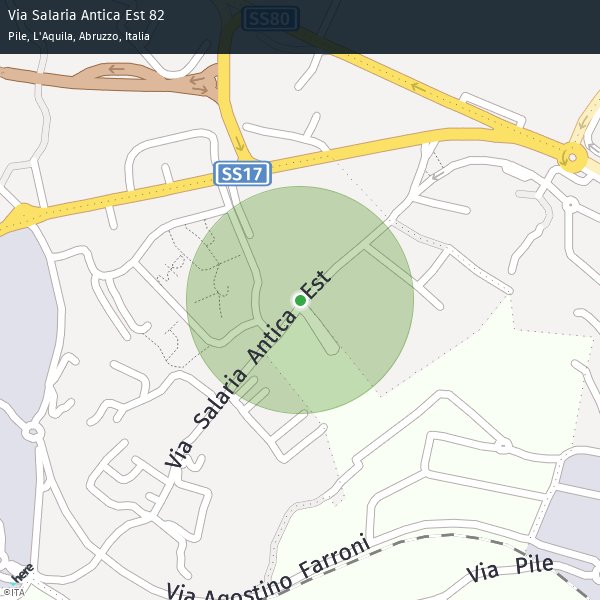 Via Salaria Antica Est 82
Pile, L'Aquila, Abruzzo, Italia
SS80
SS17
Via Salaria Antica Est
Via Agostino Farroni
Via Pile
here
©ITA